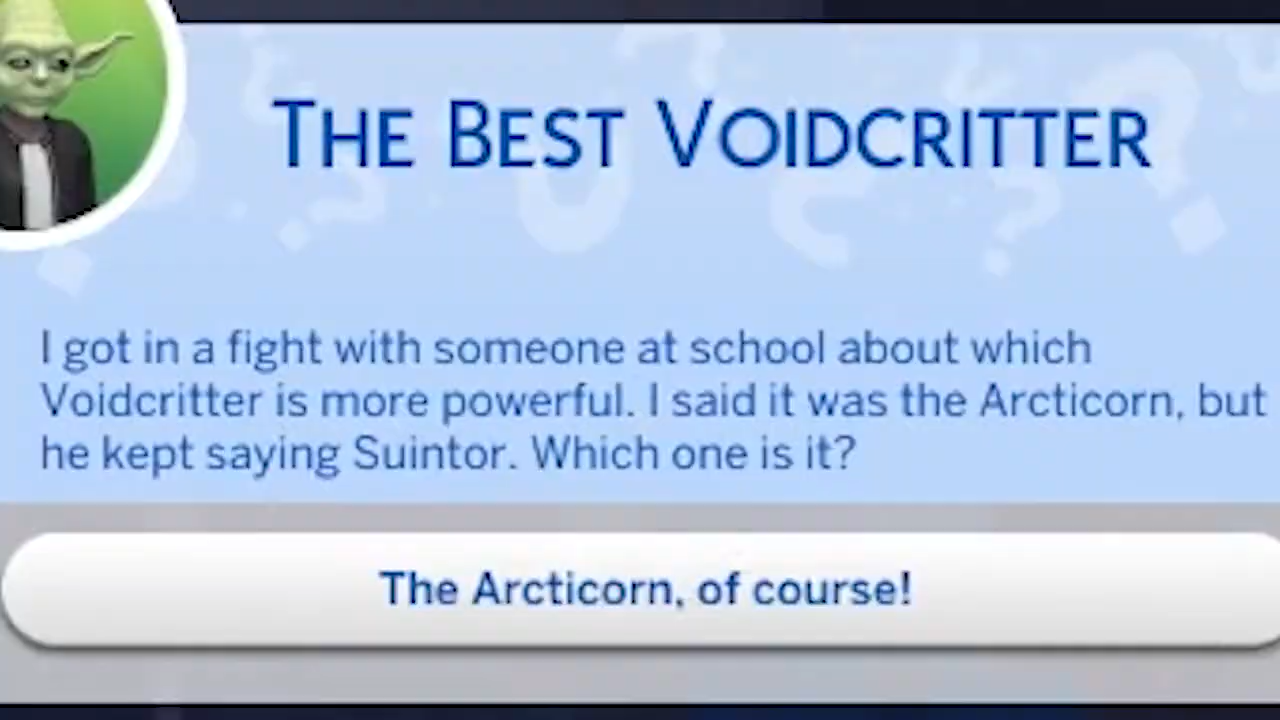 THE BEST VOIDCRITTER
I got in a fight with someone at school about which
Voidcritter is more powerful. I said it was the Arcticorn, but
he kept saying Suintor. Which one is it?
The Arcticorn, of course!